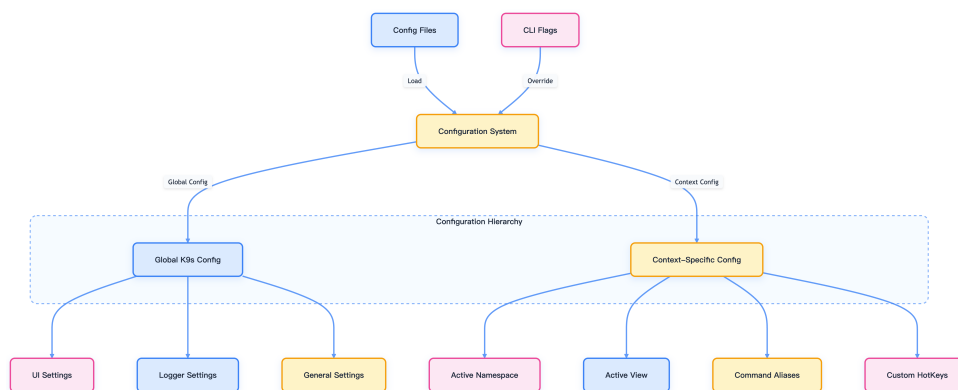 Config Files
CLI Flags
Load
Override
Configuration System
Global Config
Context Config
Configuration Hierarchy
Global K9s Config
Context-Specific Config
UI Settings
Logger Settings
General Settings
Active Namespace
Active View
Command Aliases
Custom HotKeys